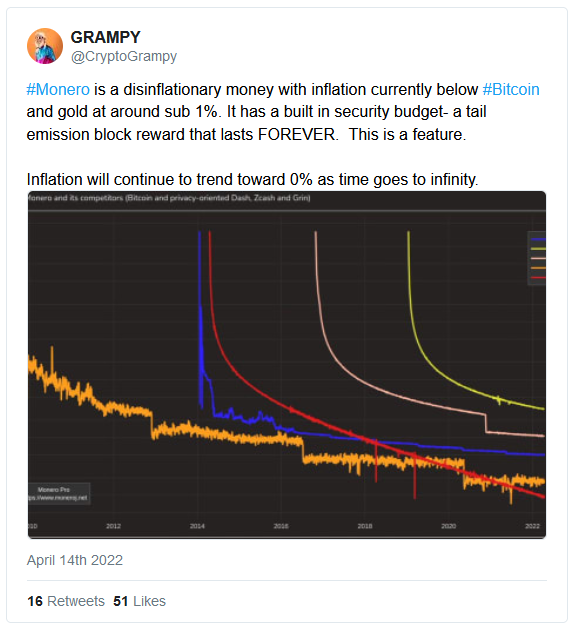 GRAMPY
@CryptoGrampy
#Monero is a disinflationary money with inflation currently below #Bitcoin
and gold at around sub 1%. It has a built in security budget- a tail
emission block reward that lasts FOREVER.  This is a feature.
Inflation will continue to trend toward 0% as time goes to infinity.
Monero and its competitors (Bitcoin and privacy-oriented Dash, Zcash and Grin)
Monero Pro
2012 2014 2016 2018 2020 2022
April 14th 2022
16 Retweets 51 Likes